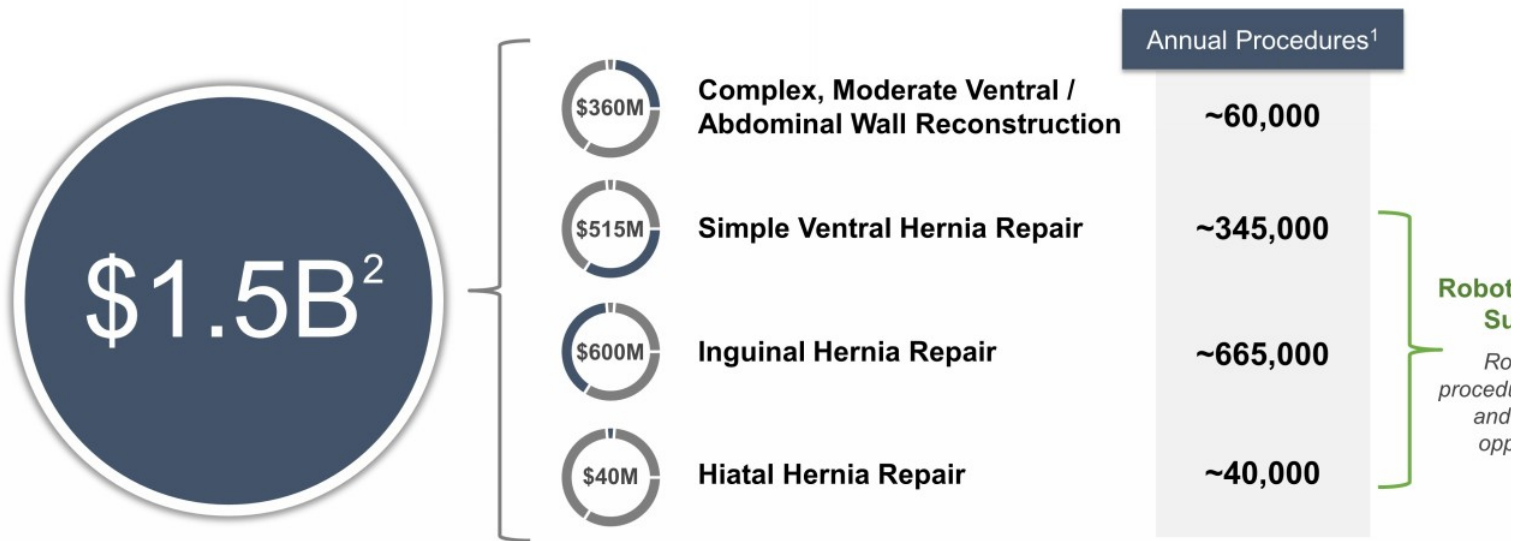 Annual Procedures¹
$1.5B²
$360M
Complex, Moderate Ventral /
Abdominal Wall Reconstruction
~60,000
$515M
Simple Ventral Hernia Repair
~345,000
$600M
Inguinal Hernia Repair
~665,000
$40M
Hiatal Hernia Repair
~40,000
and